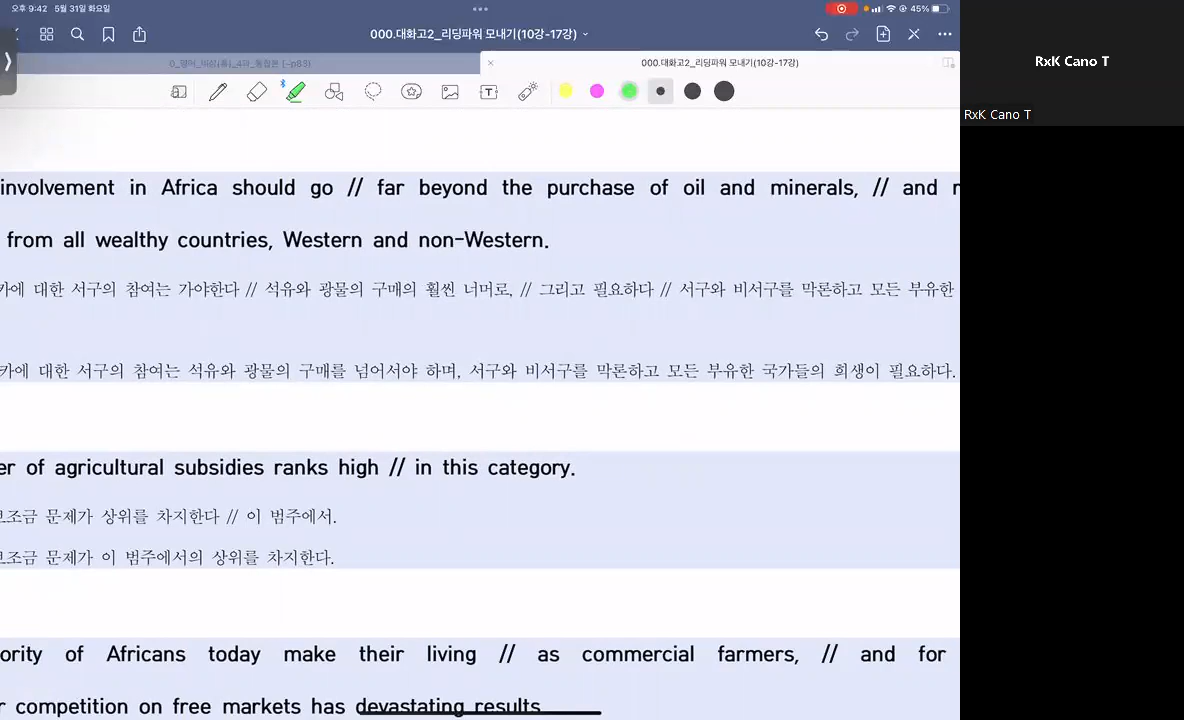 오후 9:42 5월 31일 화요일
45%
000.대화고2_리딩파워 모내기(10강-17강)
000.대화고2_리딩파워 모내기(10강-17강)
RxK Cano T
RxK Cano T
involvement in Africa should go // far beyond the purchase of oil and minerals, // and
from all wealthy countries, Western and non-Western.
카에 대한 서구의 참여는 가야한다 // 석유와 광물의 구매의 훨씬 너머로, // 그리고 필요하다 // 서구와 비서구를 막론하고 모든 부유한
카에 대한 서구의 참여는 석유와 광물의 구매를 넘어서야 하며, 서구와 비서구를 막론하고 모든 부유한 국가들의 희생이 필요하다.
er of agricultural subsidies ranks high // in this category.
보조금 문제가 상위를 차지한다 // 이 범주에서.
보조금 문제가 이 범주에서의 상위를 차지한다.
ority of Africans today make their living // as commercial farmers, // and for
r competition on free markets has devastating results